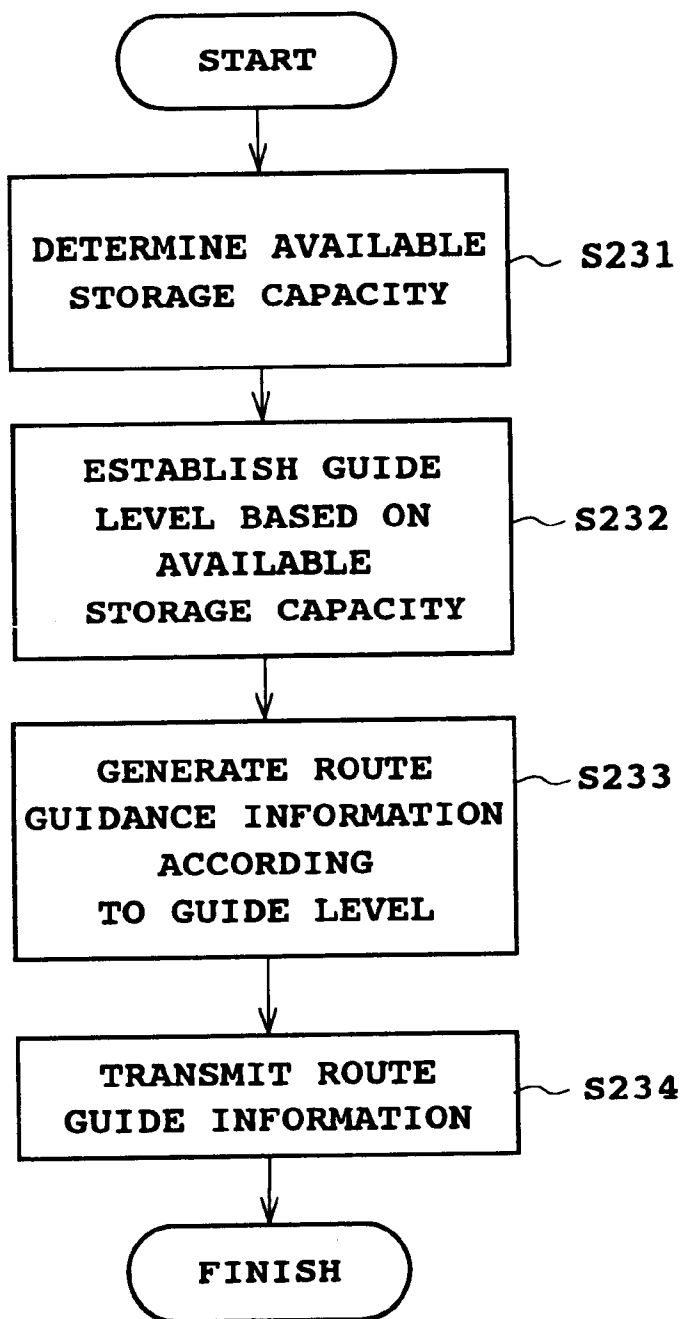 START
DETERMINE AVAILABLE
STORAGE CAPACITY
S231
ESTABLISH GUIDE
LEVEL BASED ON
AVAILABLE
STORAGE CAPACITY
S232
GENERATE ROUTE
GUIDANCE INFORMATION
ACCORDING
TO GUIDE LEVEL
S233
TRANSMIT ROUTE
GUIDE INFORMATION
S234
FINISH